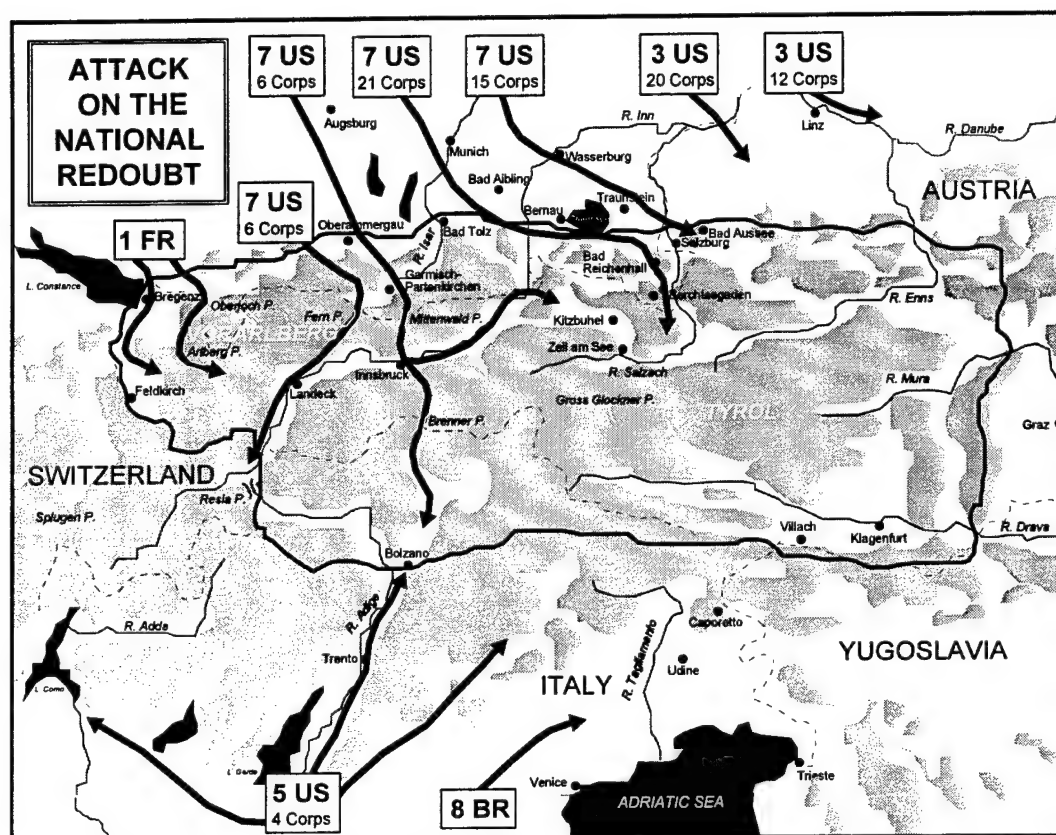 ATTACK
ON THE
NATIONAL
REDOUBT
7 US
6 Corps
7 US
21 Corps
7 US
15 Corps
3 US
20 Corps
3 US
12 Corps
Augsburg
Munich
R. Inn
Wasserburg
Linz
R. Danube
Bad Aibling
Traunstein
AUSTRIA
7 US
6 Corps
1 FR
Oberammergau
R. Isar
Bad Tolz
Bernau
Salzburg
Bad Aussee
L. Constance
Bregenz
Oberjoch P.
Garmisch-
Partenkirchen
Bad
Reichenhall
Berchtesgaden
R. Enns
Fern P.
Mittenwald P.
Kitzbuhel
Arlberg P.
Zell am See
R. Salzach
Feldkirch
Landeck
Innsbruck
R. Mura
Gross Glockner P.
TYROL
Brenner P.
Graz
SWITZERLAND
Resia P.
Splugen P.
Villach
Klagenfurt
R. Drava
Bolzano
R. Adda
R. Adige
Caporetto
Trento
R. Tagliamento
Udine
YUGOSLAVIA
ITALY
L. Como
L. Garda
5 US
4 Corps
8 BR
Venice
Trieste
ADRIATIC SEA